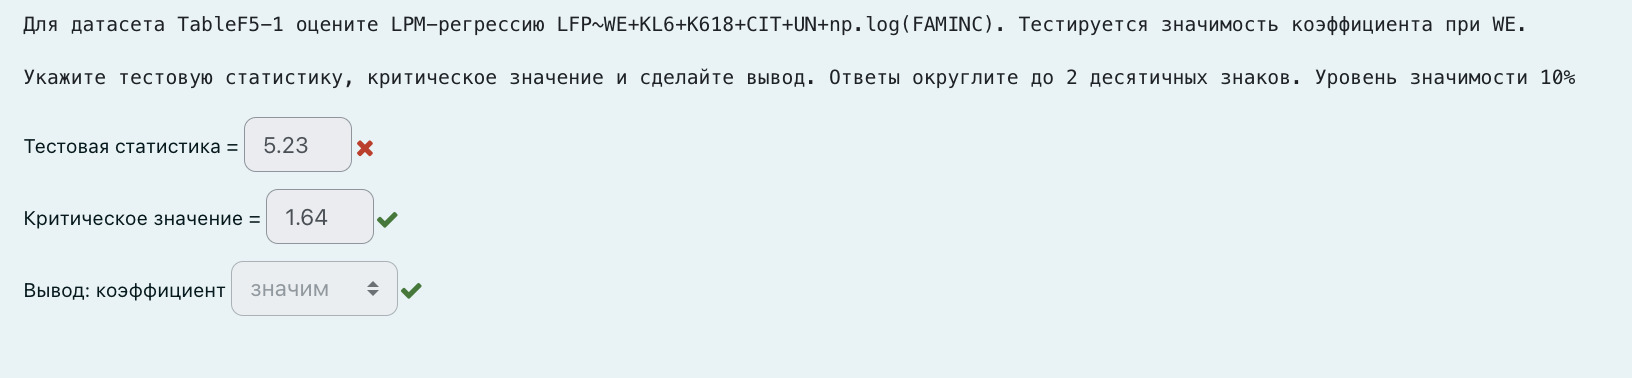 Для датасета TableF5-1 оцените LPM-регрессию LFP~WE+KL6+K618+CIT+UN+np.log(FAMINC). Тестируется значимость коэффициента при WE.
Укажите тестовую статистику, критическое значение и сделайте вывод. Ответы округлите до 2 десятичных знаков. Уровень значимости 10%
Тестовая статистика = 5.23
Критическое значение = 1.64
Вывод: коэффициент значим